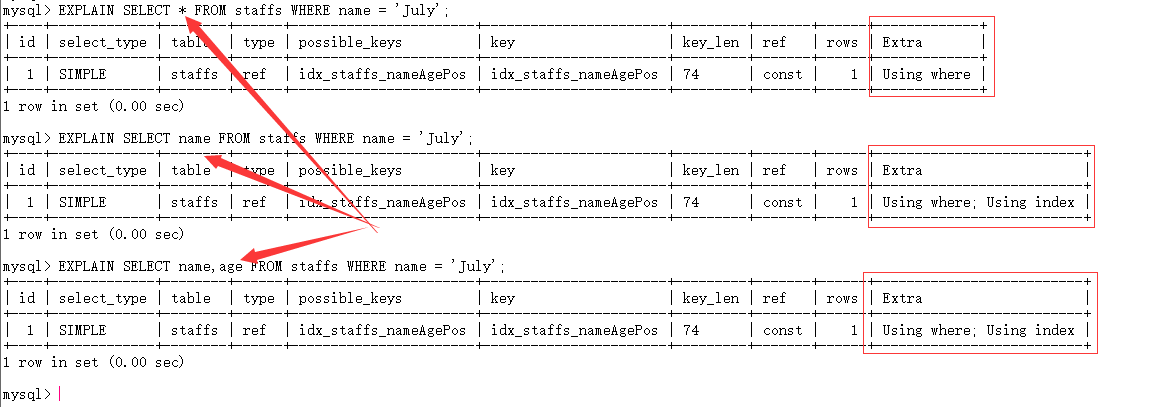 mysql> EXPLAIN SELECT * FROM staffs WHERE name = 'July';
| id | select_type | table | type | possible_keys | key | key_len | ref | rows | Extra |
| 1 | SIMPLE | staffs | ref | idx_staffs_nameAgePos | idx_staffs_nameAgePos | 74 | const | 1 | Using where |
1 row in set (0.00 sec)
mysql> EXPLAIN SELECT name FROM staffs WHERE name = 'July';
| id | select_type | table | type | possible_keys | key | key_len | ref | rows | Extra |
| 1 | SIMPLE | staffs | ref | idx_staffs_nameAgePos | idx_staffs_nameAgePos | 74 | const | 1 | Using where; Using index |
1 row in set (0.00 sec)
mysql> EXPLAIN SELECT name,age FROM staffs WHERE name = 'July';
| id | select_type | table | type | possible_keys | key | key_len | ref | rows | Extra |
| 1 | SIMPLE | staffs | ref | idx_staffs_nameAgePos | idx_staffs_nameAgePos | 74 | const | 1 | Using where; Using index |
1 row in set (0.00 sec)
mysql>